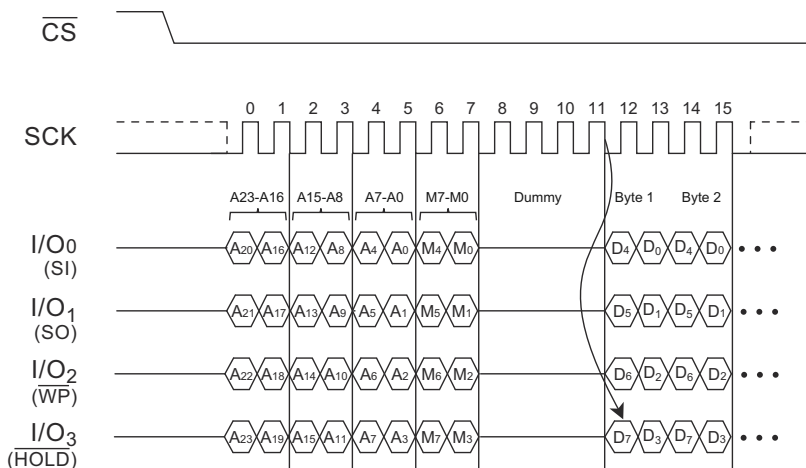 CS
0 1 2 3 4 5 6 7 8 9 10 11 12 13 14 15
SCK
A23-A16 A15-A8 A7-A0 M7-M0 Dummy Byte 1 Byte 2
I/O0 A20 A16 A12 A8 A4 A0 M4 M0 D4 D0 D4 D0
(SI)
I/O1 A21 A17 A13 A9 A5 A1 M5 M1 D5 D1 D5 D1
(SO)
I/O2 A22 A18 A14 A10 A6 A2 M6 M2 D6 D2 D6 D2
(WP)
I/O3 A23 A19 A15 A11 A7 A3 M7 M3 D7 D3 D7 D3
(HOLD)